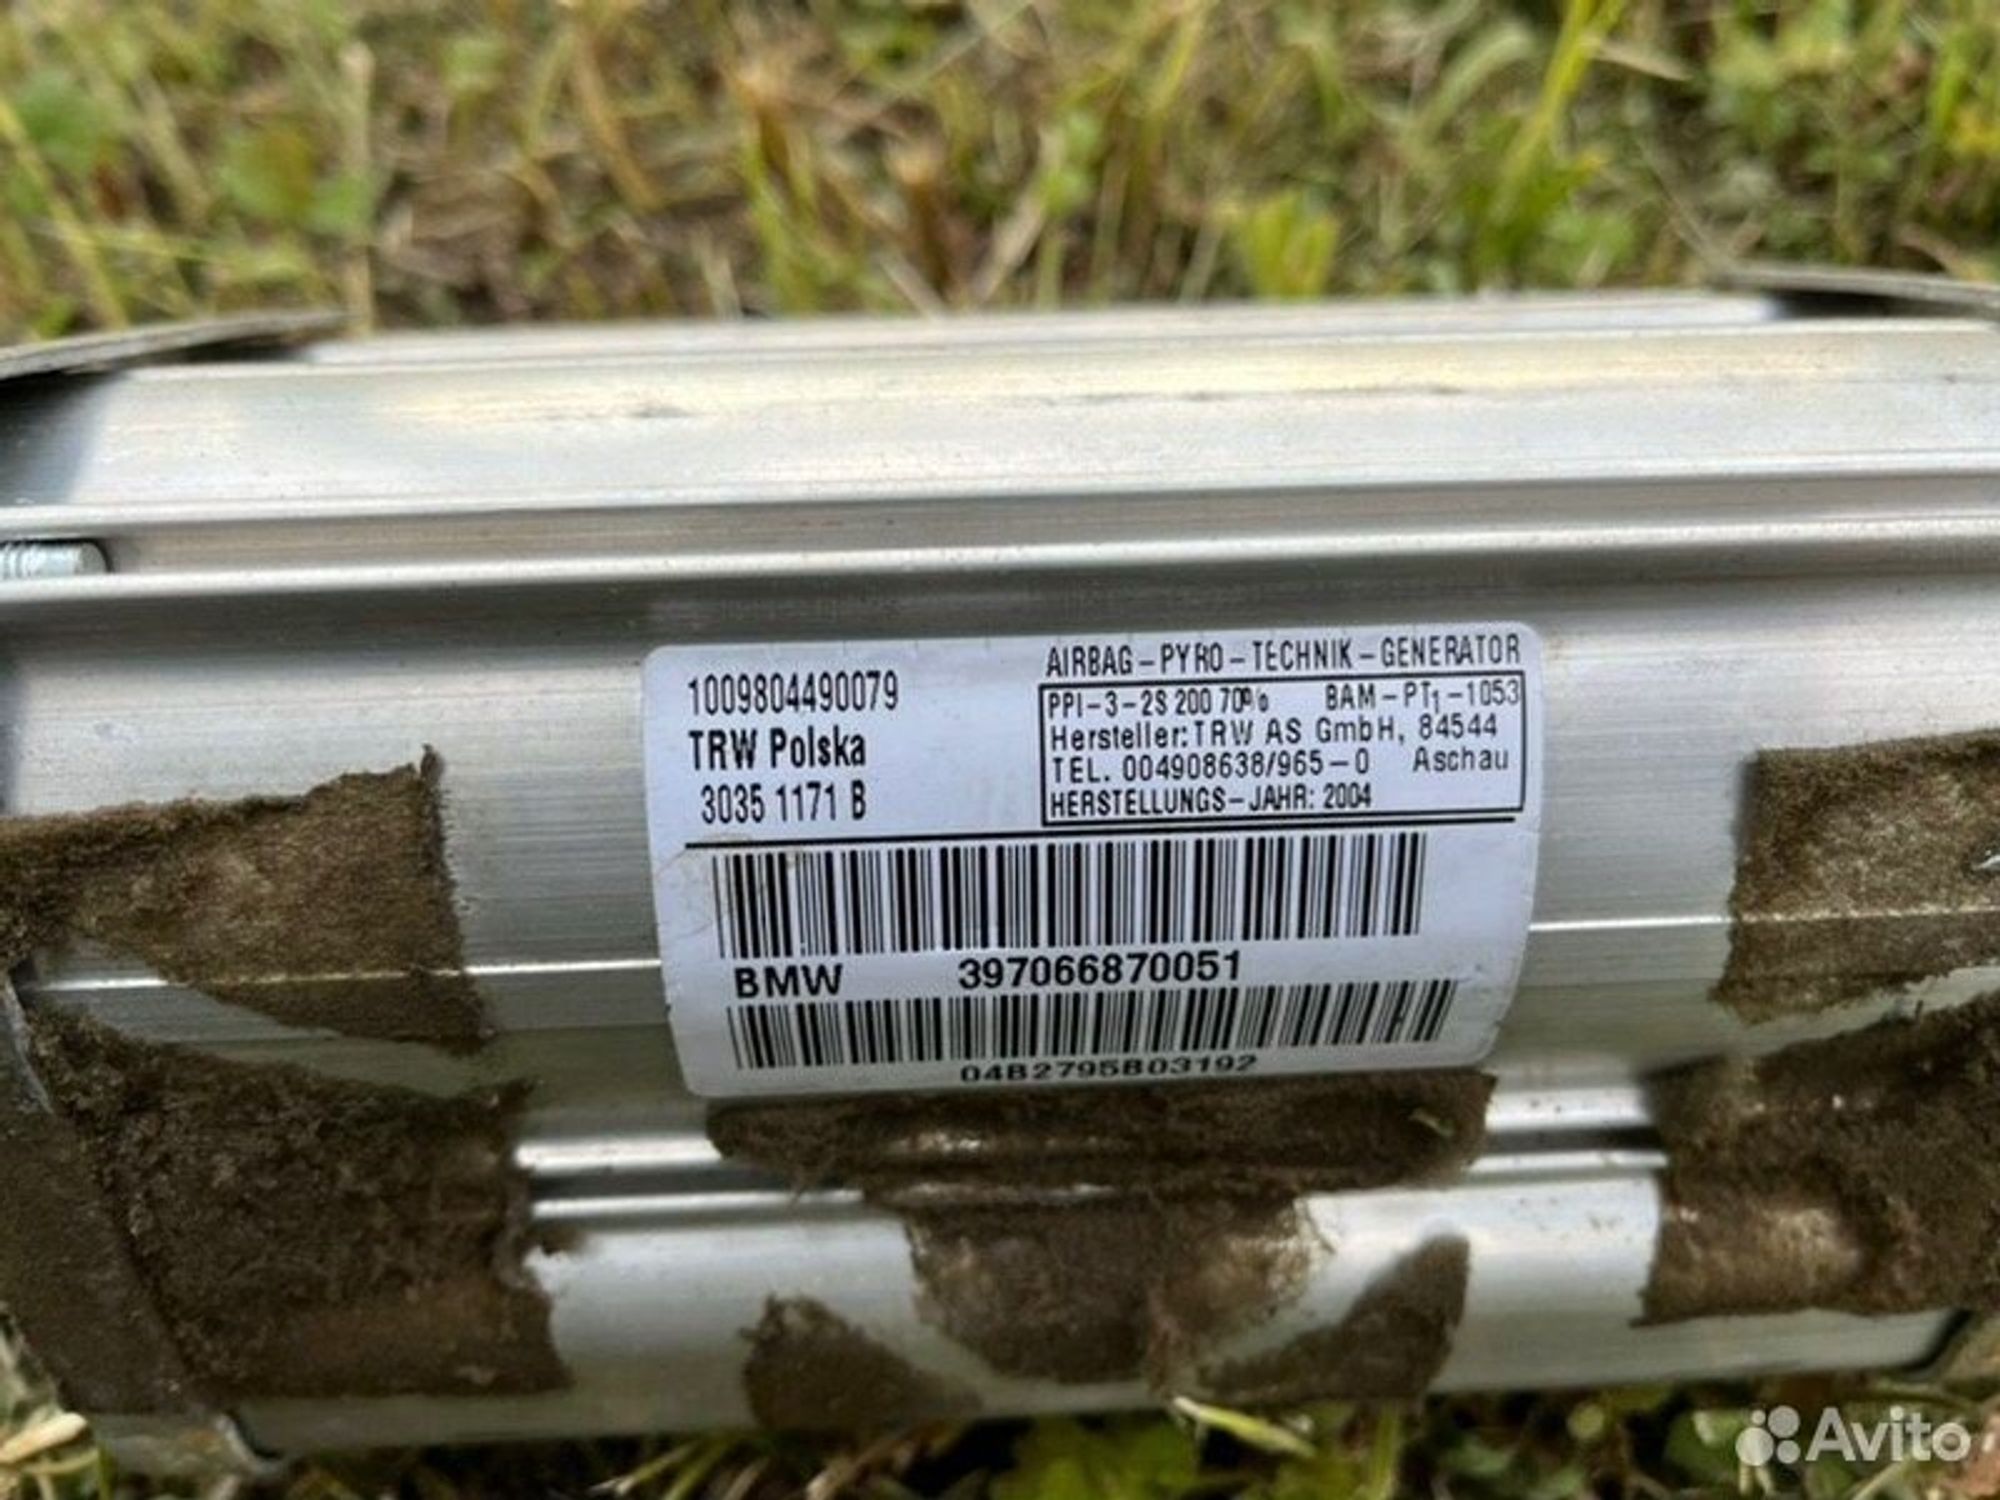 1009804490079
TRW Polska
3035 1171 B
AIRBAG-PYRO-TECHNIK-GENERATOR
PPI-3-2S 200 70% BAM-PT1-1053
Hersteller: TRW AS GmbH, 84544
TEL. 004908638/965-0 Aschau
HERSTELLUNGS-JAHR: 2004
BMW 397066870051
04B2795B03192
Avito